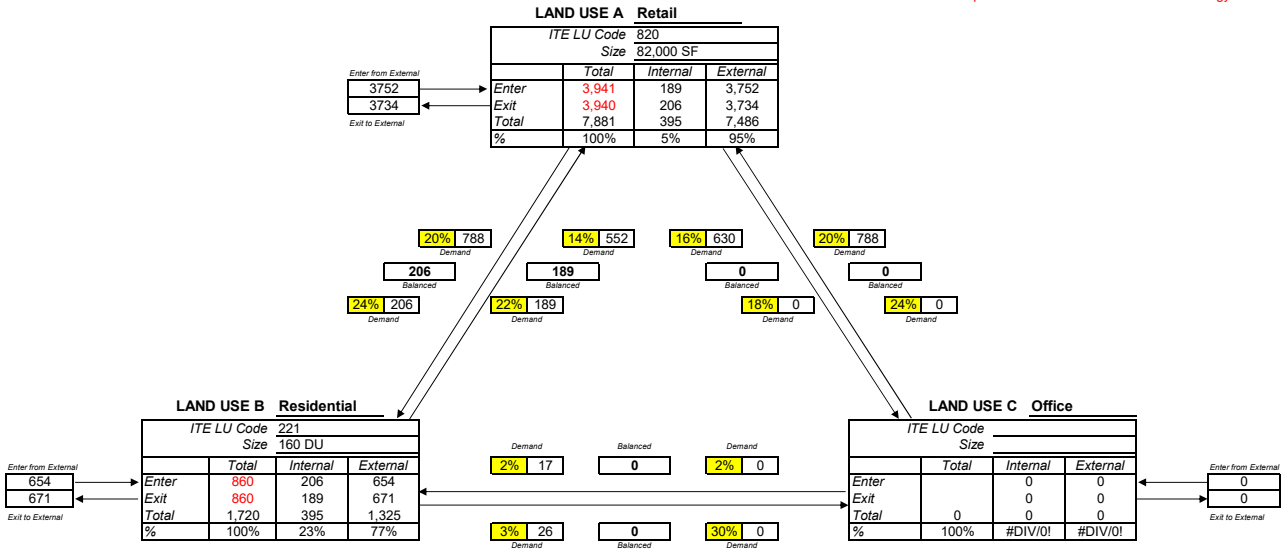 LAND USE A Retail
ITE LU Code 820
Size 82,000 SF
Total Internal External
Enter from External
3752 Enter 3,941 189 3,752
3734 Exit 3,940 206 3,734
Exit to External Total 7,881 395 7,486
% 100% 5% 95%
20% 788 14% 552 16% 630 20% 788
Demand Demand Demand Demand
206 189 0 0
Balanced Balanced Balanced Balanced
24% 206 22% 189 18% 0 24% 0
Demand Demand Demand Demand
LAND USE B Residential
ITE LU Code 221
Size 160 DU
Total Internal External
Enter from External
654 Enter 860 206 654
671 Exit 860 189 671
Exit to External Total 1,720 395 1,325
% 100% 23% 77%
Demand Balanced Demand
2% 17 0 2% 0
3% 26 0 30% 0
Demand Balanced Demand
LAND USE C Office
ITE LU Code
Size
Total Internal External
Enter from External
Enter 0 0 0
Exit 0 0 0
Total 0 0 0 Exit to External
% 100% #DIV/0! #DIV/0!